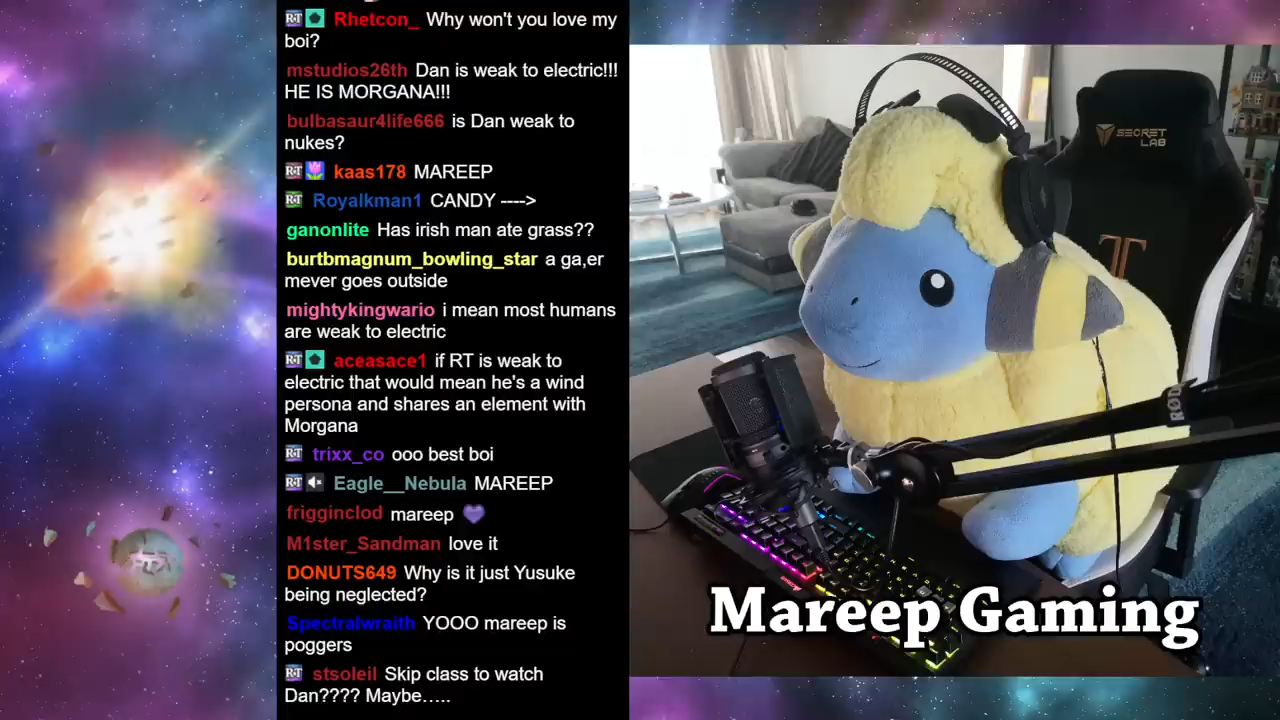 Rhetcon_ Why won't you love my
boi?
mstudios26th Dan is weak to electric!!!
HE IS MORGANA!!!
bulbasaur4life666 is Dan weak to
nukes?
kaas178 MAREEP
Royalkman1 CANDY ---->
ganonlite Has irish man ate grass??
burtbmagnum_bowling_star a ga,er
mever goes outside
mightykingwario i mean most humans
are weak to electric
aceasace1 if RT is weak to
electric that would mean he's a wind
persona and shares an element with
Morgana
trixx_co ooo best boi
Eagle__Nebula MAREEP
frigginclod mareep 💜
M1ster_Sandman love it
DONUTS649 Why is it just Yusuke
being neglected?
Spectralwraith YOOO mareep is
poggers
stsoleil Skip class to watch
Dan???? Maybe…..
SECRET
LAB
RØDE
Mareep Gaming